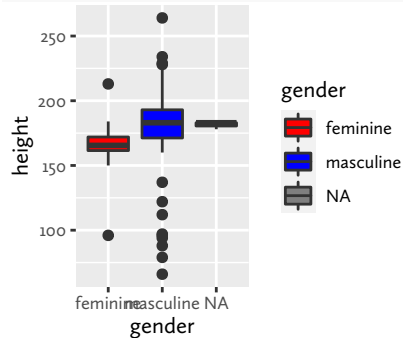 250
200
150
100
height
feminine
masculine
NA
gender
gender
feminine
masculine
NA